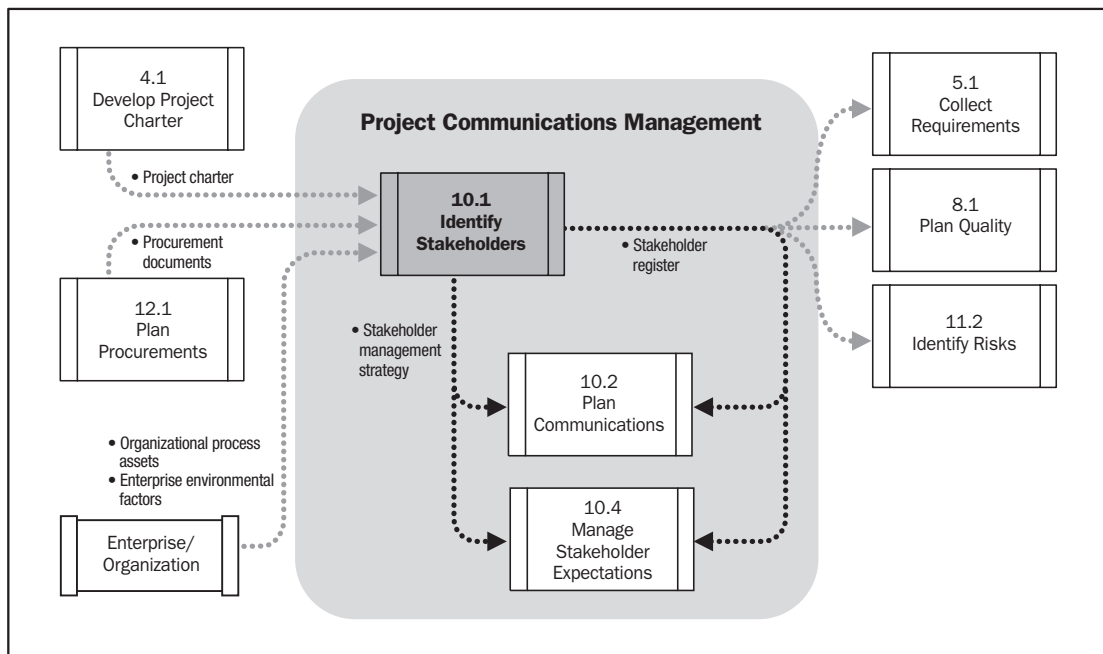 4.1
Develop Project
Charter
• Project charter
• Procurement
documents
12.1
Plan
Procurements
• Organizational process
assets
• Enterprise environmental
factors
Enterprise/
Organization
Project Communications Management
10.1
Identify
Stakeholders
• Stakeholder
register
• Stakeholder
management
strategy
10.2
Plan
Communications
10.4
Manage
Stakeholder
Expectations
5.1
Collect
Requirements
8.1
Plan Quality
11.2
Identify Risks